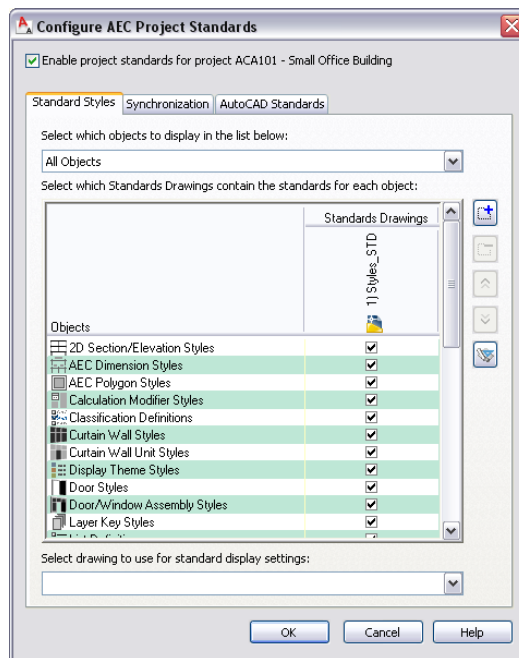 Configure AEC Project Standards
Enable project standards for project ACA101 - Small Office Building
Standard Styles Synchronization AutoCAD Standards
Select which objects to display in the list below:
All Objects
Select which Standards Drawings contain the standards for each object:
Standards Drawings
1) Styles_STD
Objects
2D Section/Elevation Styles
AEC Dimension Styles
AEC Polygon Styles
Calculation Modifier Styles
Classification Definitions
Curtain Wall Styles
Curtain Wall Unit Styles
Display Theme Styles
Door Styles
Door/Window Assembly Styles
Layer Key Styles
Select drawing to use for standard display settings:
OK Cancel Help